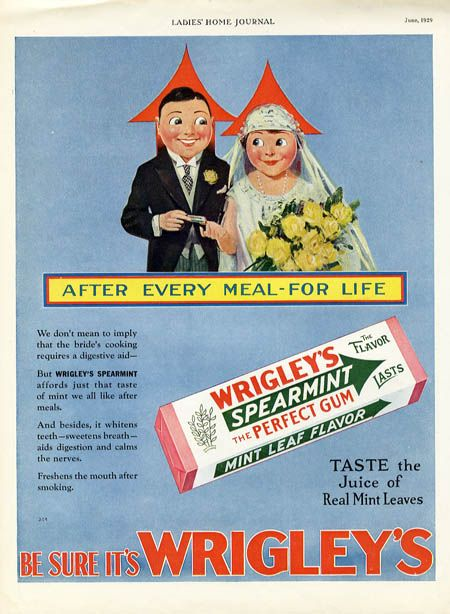 LADIES' HOME JOURNAL
June, 1929
AFTER EVERY MEAL-FOR LIFE
We don't mean to imply
that the bride's cooking
requires a digestive aid—
But WRIGLEY'S SPEARMINT
affords just that taste
of mint we all like after
meals.
And besides, it whitens
teeth—sweetens breath—
aids digestion and calms
the nerves.
Freshens the mouth after
smoking.
WRIGLEY'S
SPEARMINT
THE PERFECT GUM
MINT LEAF FLAVOR
THE
FLAVOR
LASTS
TASTE the
Juice of
Real Mint Leaves
BE SURE IT'S WRIGLEY'S